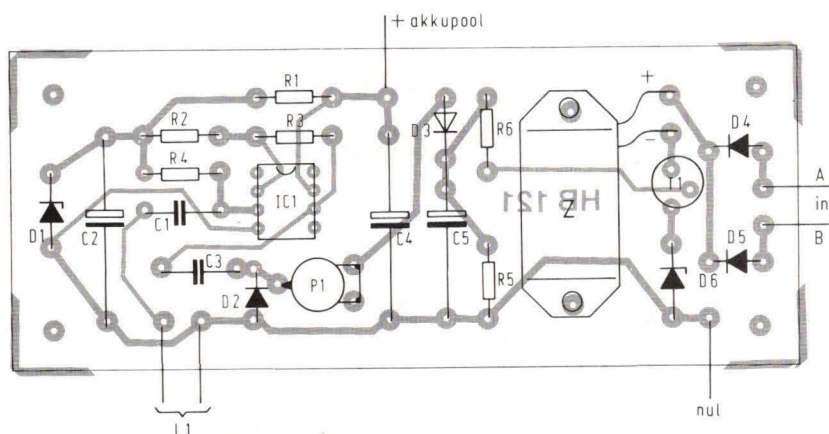 + akkupool
R1
R2
R3
R4
IC1
D1
C2
C1
C3
D2
P1
C4
D3
C5
R6
R5
HB 121
Z
+
-
T1
D4
A
in
B
D5
D6
L1
nul